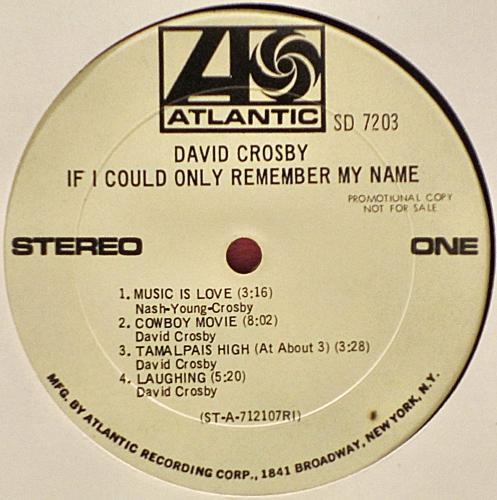 ATLANTIC
SD 7203
DAVID CROSBY
IF I COULD ONLY REMEMBER MY NAME
PROMOTIONAL COPY
NOT FOR SALE
STEREO
ONE
1. MUSIC IS LOVE (3:16)
Nash-Young-Crosby
2. COWBOY MOVIE (8:02)
David Crosby
3. TAMALPAIS HIGH (At About 3) (3:28)
David Crosby
4. LAUGHING (5:20)
David Crosby
(ST-A-712107RI)
MFG. BY ATLANTIC RECORDING CORP., 1841 BROADWAY, NEW YORK, N.Y.